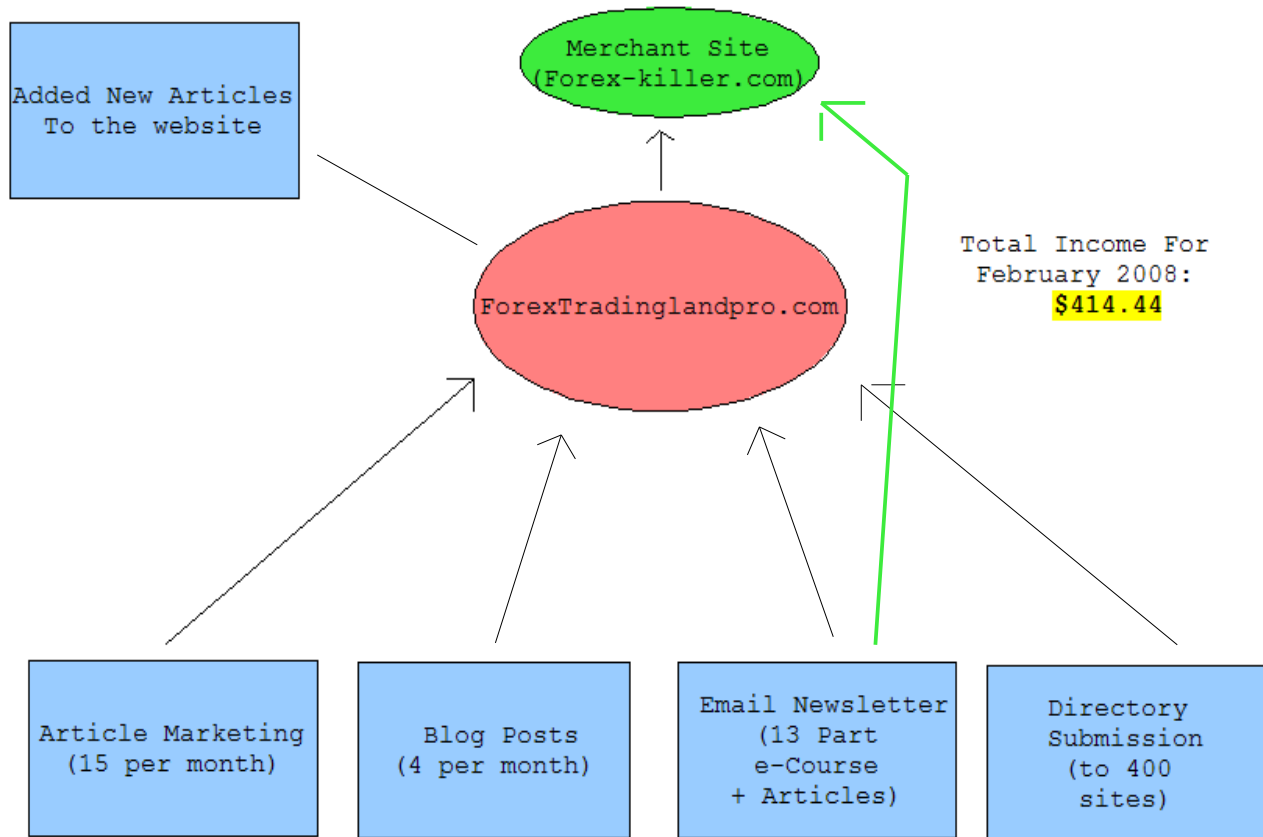 Added New Articles
To the website
Merchant Site
(Forex-killer.com)
ForexTradinglandpro.com
Total Income For
February 2008:
$414.44
Article Marketing
(15 per month)
Blog Posts
(4 per month)
Email Newsletter
(13 Part
e-Course
+ Articles)
Directory
Submission
(to 400
sites)